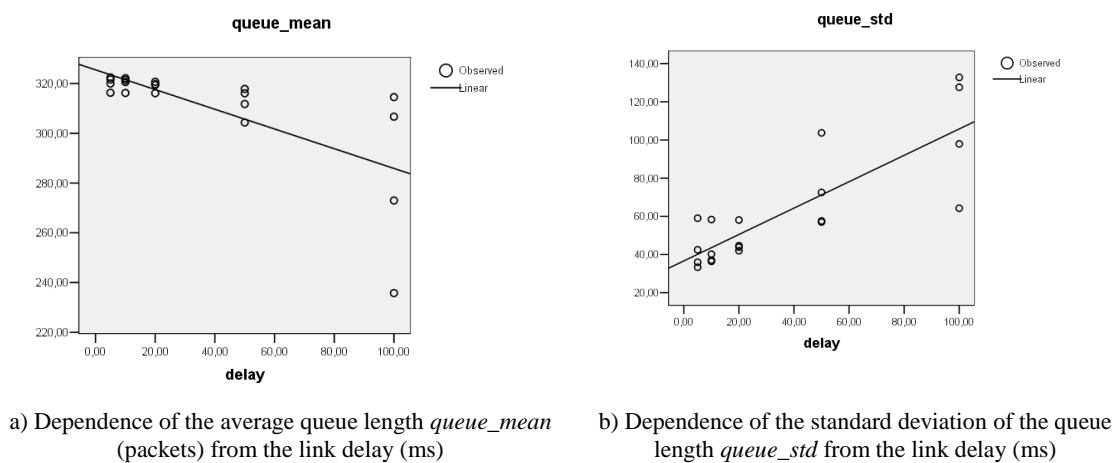 queue_mean
320,00
300,00
280,00
260,00
240,00
220,00
0,00 20,00 40,00 60,00 80,00 100,00
delay
Observed
Linear
a) Dependence of the average queue length queue_mean
(packets) from the link delay (ms)
queue_std
140,00
120,00
100,00
80,00
60,00
40,00
20,00
0,00 20,00 40,00 60,00 80,00 100,00
delay
Observed
Linear
b) Dependence of the standard deviation of the queue
length queue_std from the link delay (ms)